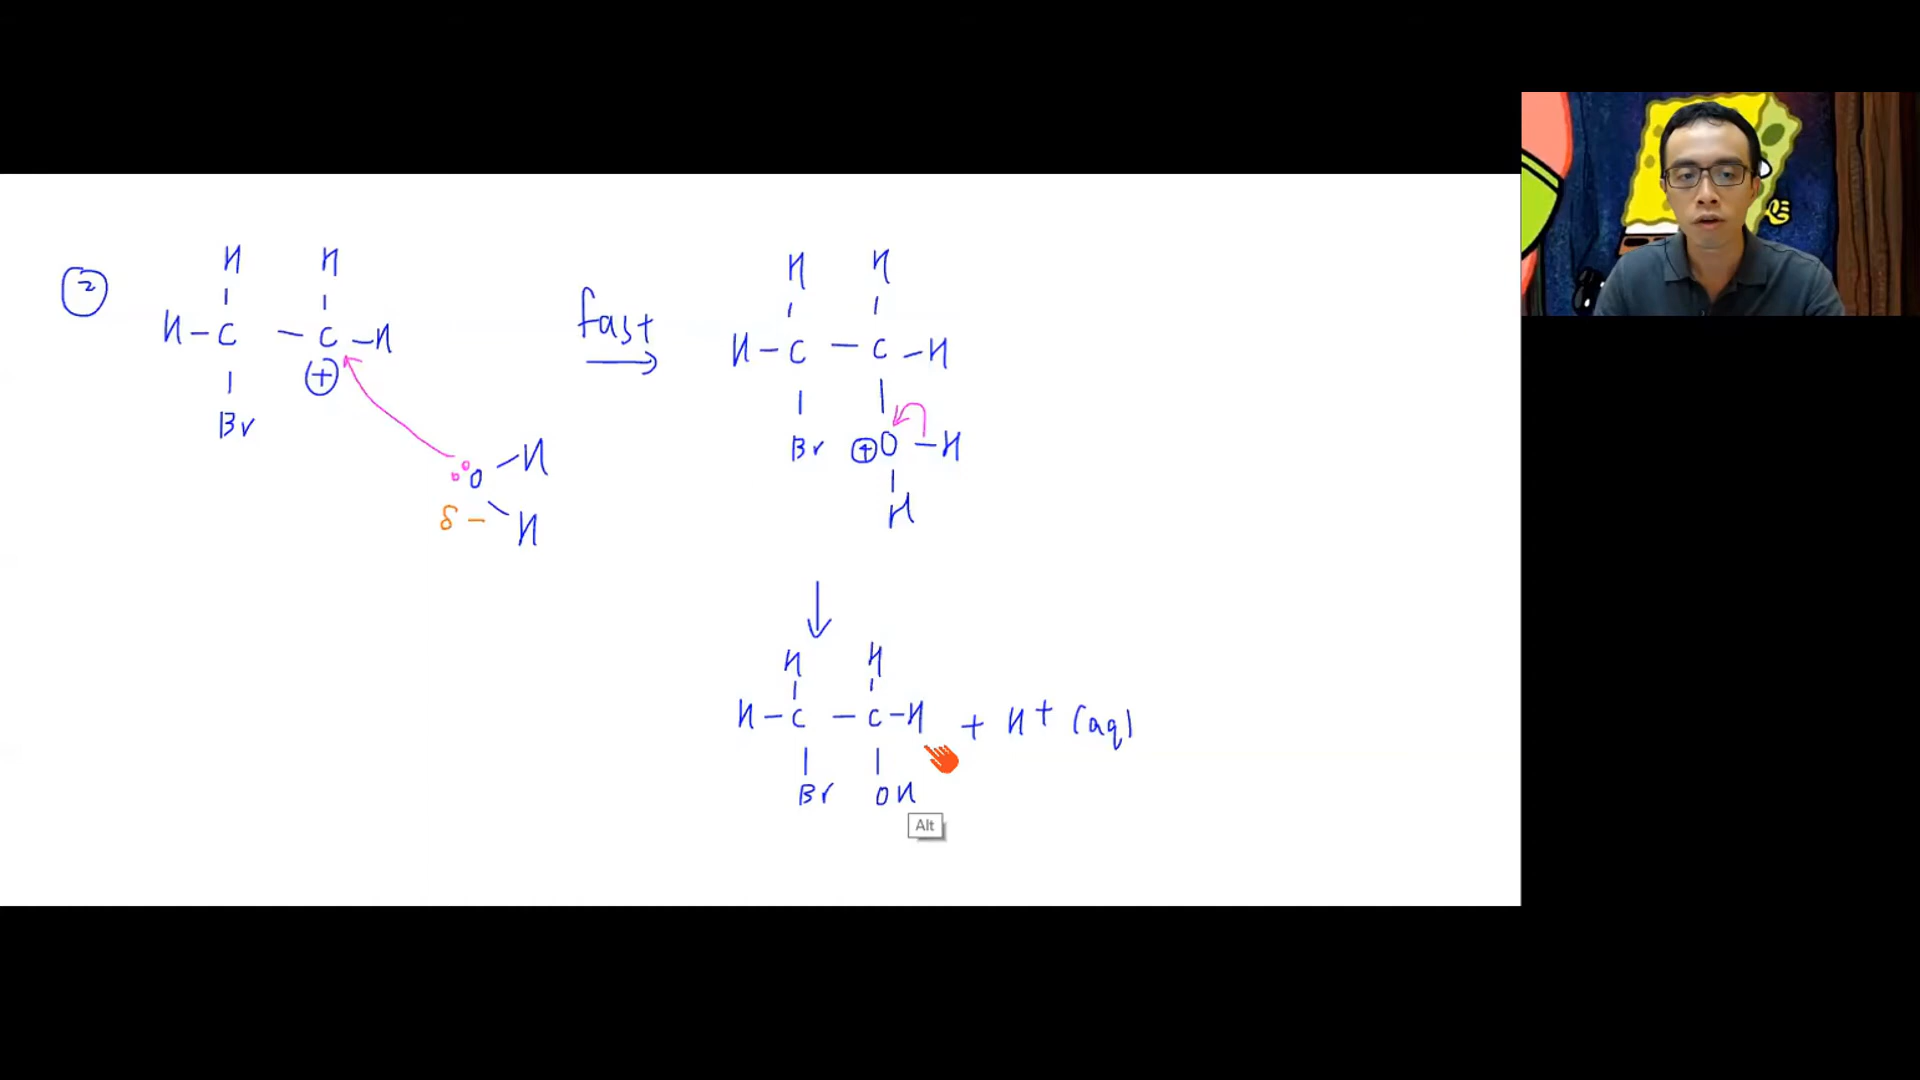 ②
H H
H-C-C-H
⊕
Br
O-H
δ-
H
fast
H H
H-C-C-H
Br ⊕O-H
H
H H
H-C-C-H + H+ (aq)
Br OH
Alt